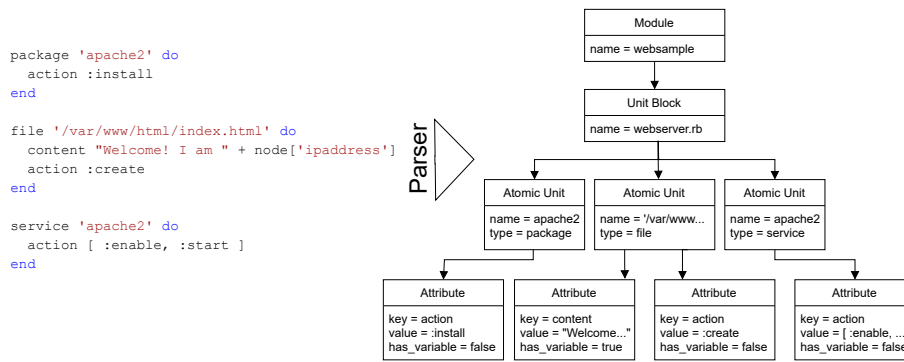 package 'apache2' do
  action :install
end
file '/var/www/html/index.html' do
  content "Welcome! I am " + node['ipaddress']
  action :create
end
service 'apache2' do
  action [ :enable, :start ]
end
Parser
Module
name = websample
Unit Block
name = webserver.rb
Atomic Unit
name = apache2
type = package
Atomic Unit
name = '/var/www...
type = file
Atomic Unit
name = apache2
type = service
Attribute
key = action
value = :install
has_variable = false
Attribute
key = content
value = "Welcome..."
has_variable = true
Attribute
key = action
value = :create
has_variable = false
Attribute
key = action
value = [ :enable, ...
has_variable = false